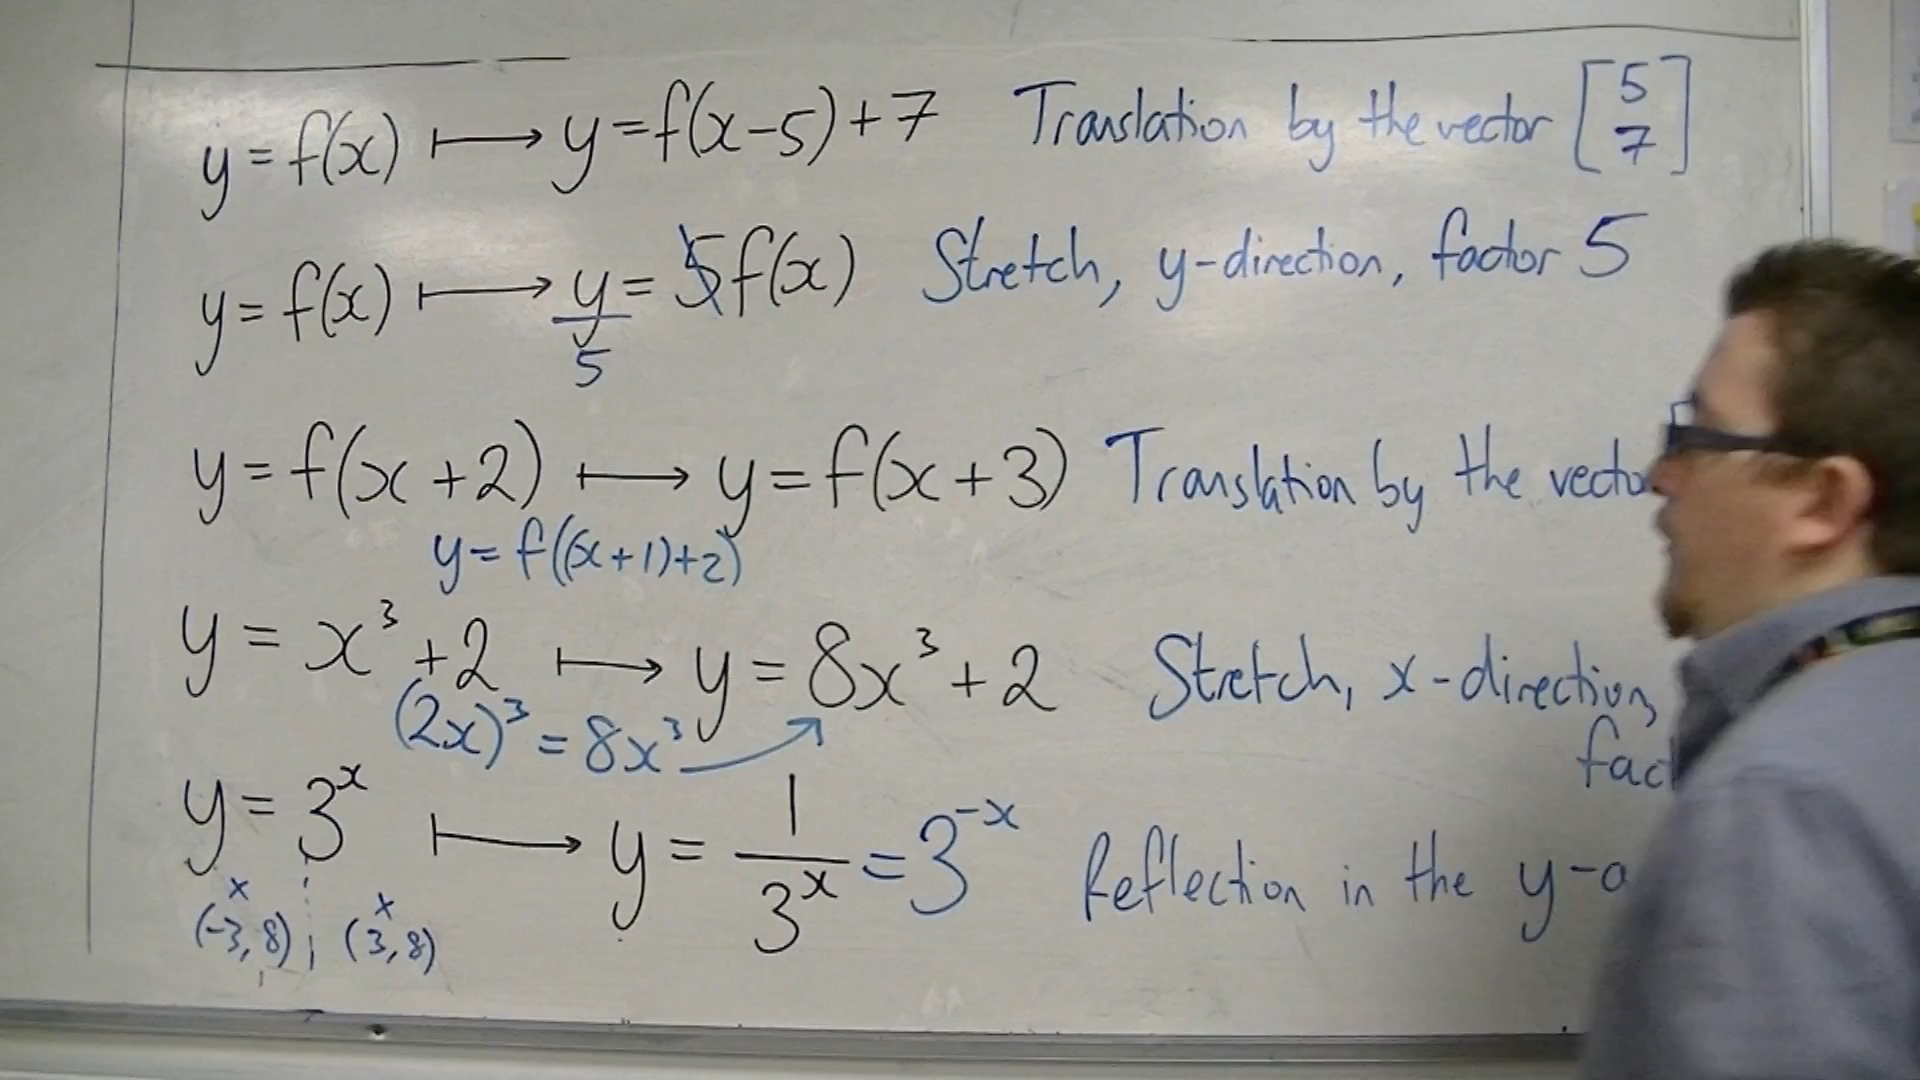 y = f(x) ⟼ y = f(x-5)+7 Translation by the vector [5 7]
y = f(x) ⟼ y/5 = 5f(x) Stretch, y-direction, factor 5
y = f(x+2) ⟼ y = f(x+3) Translation by the vector
y = f((x+1)+2)
y = x³+2 ⟼ y = 8x³+2 Stretch, x-direction,
(2x)³ = 8x³ fac
y = 3ˣ ⟼ y = 1/3ˣ = 3⁻ˣ Reflection in the y-a
x x
(-3, 8) (3, 8)